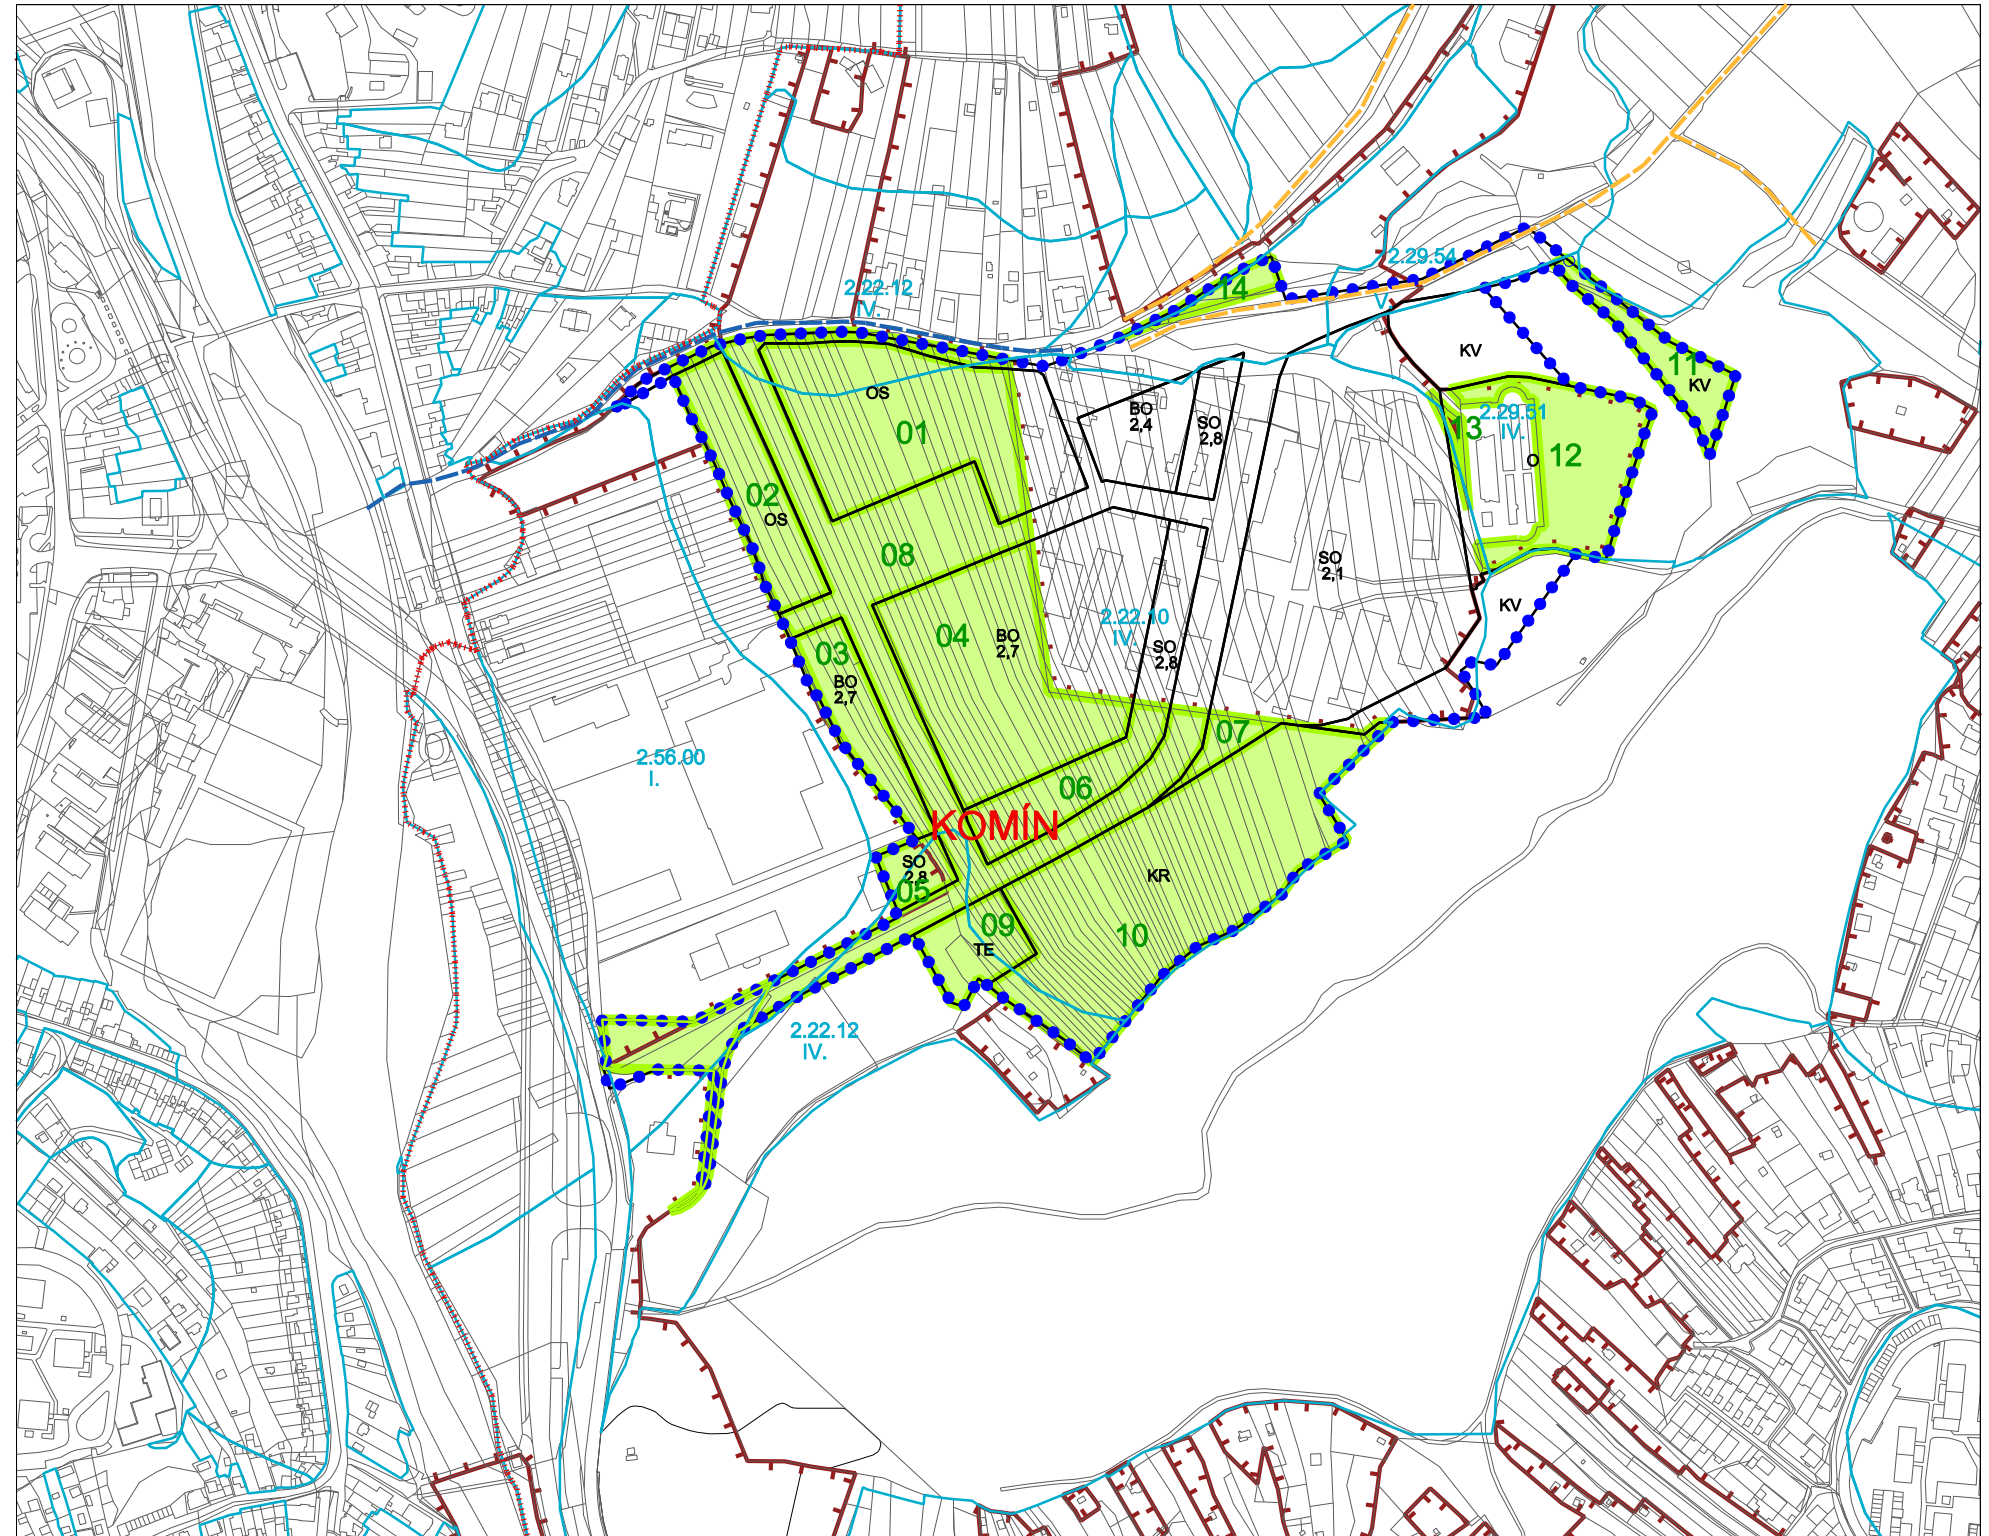 2.29.54
V.
2.22.12
IV.
14
KV
11
KV
OS
01
BO
2,4
SO
2,8
2.29.51
IV.
13
12
O
02
OS
08
SO
2,1
KV
04
BO
2,7
2.22.10
IV.
SO
2,8
03
BO
2,7
07
2.56.00
I.
06
KOMÍN
SO
2,8
05
KR
09
10
TE
2.22.12
IV.